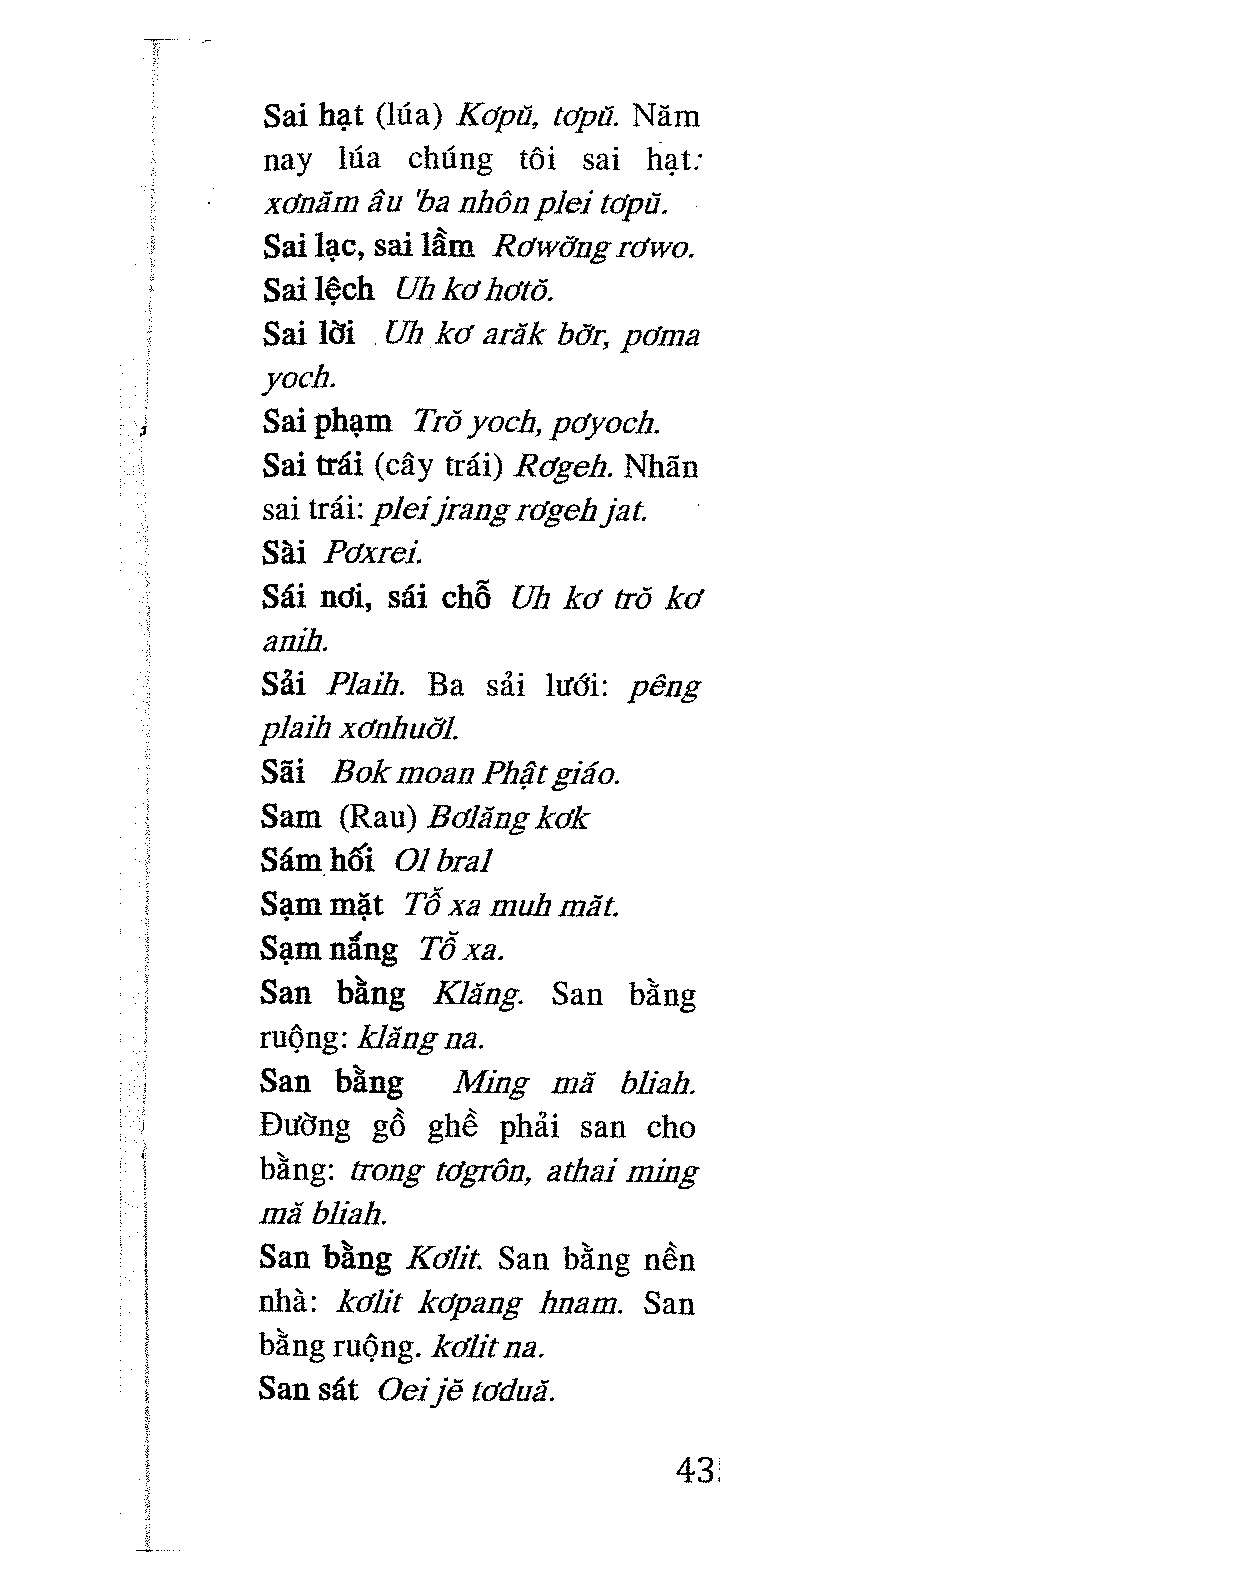 Sai hạt (lúa) Kơpŭ, tơpŭ. Năm
nay lúa chúng tôi sai hạt:
xơnăm âu 'ba nhôn plei tơpŭ.
Sai lạc, sai lầm Rơwơ̆ng rơwo.
Sai lệch Uh kơ hơtŏ.
Sai lời Uh kơ arăk bơ̆r, pơma
yoch.
Sai phạm Trŏ yoch, pơyoch.
Sai trái (cây trái) Rơgeh. Nhãn
sai trái: plei jrang rơgeh jat.
Sài Pơxrei.
Sái nơi, sái chỗ Uh kơ trŏ kơ
anih.
Sải Plaih. Ba sải lưới: pêng
plaih xơnhuơ̆l.
Sãi Bok moan Phật giáo.
Sam (Rau) Bơlăng kơk
Sám hối Ol bral
Sạm mặt Tô̆ xa muh măt.
Sạm nắng Tô̆ xa.
San bằng Klăng. San bằng
ruộng: klăng na.
San bằng Ming mă bliah.
Đường gồ ghề phải san cho
bằng: trong tơgrôn, athai ming
mă bliah.
San bằng Kơlit. San bằng nền
nhà: kơlit kơpang hnam. San
bằng ruộng. kơlit na.
San sát Oei jĕ tơduă.
43